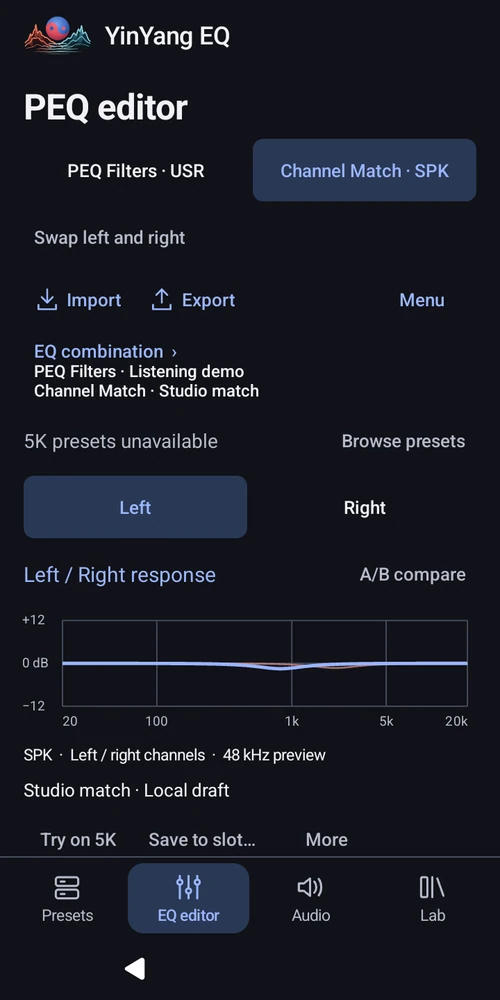 YinYang EQ
PEQ editor
PEQ Filters · USR
Channel Match · SPK
Swap left and right
Import
Export
Menu
EQ combination ›
PEQ Filters · Listening demo
Channel Match · Studio match
5K presets unavailable
Browse presets
Left
Right
Left / Right response
A/B compare
+12
0 dB
−12
20
100
1k
5k
20k
SPK · Left / right channels · 48 kHz preview
Studio match · Local draft
Try on 5K
Save to slot...
More
Presets
EQ editor
Audio
Lab